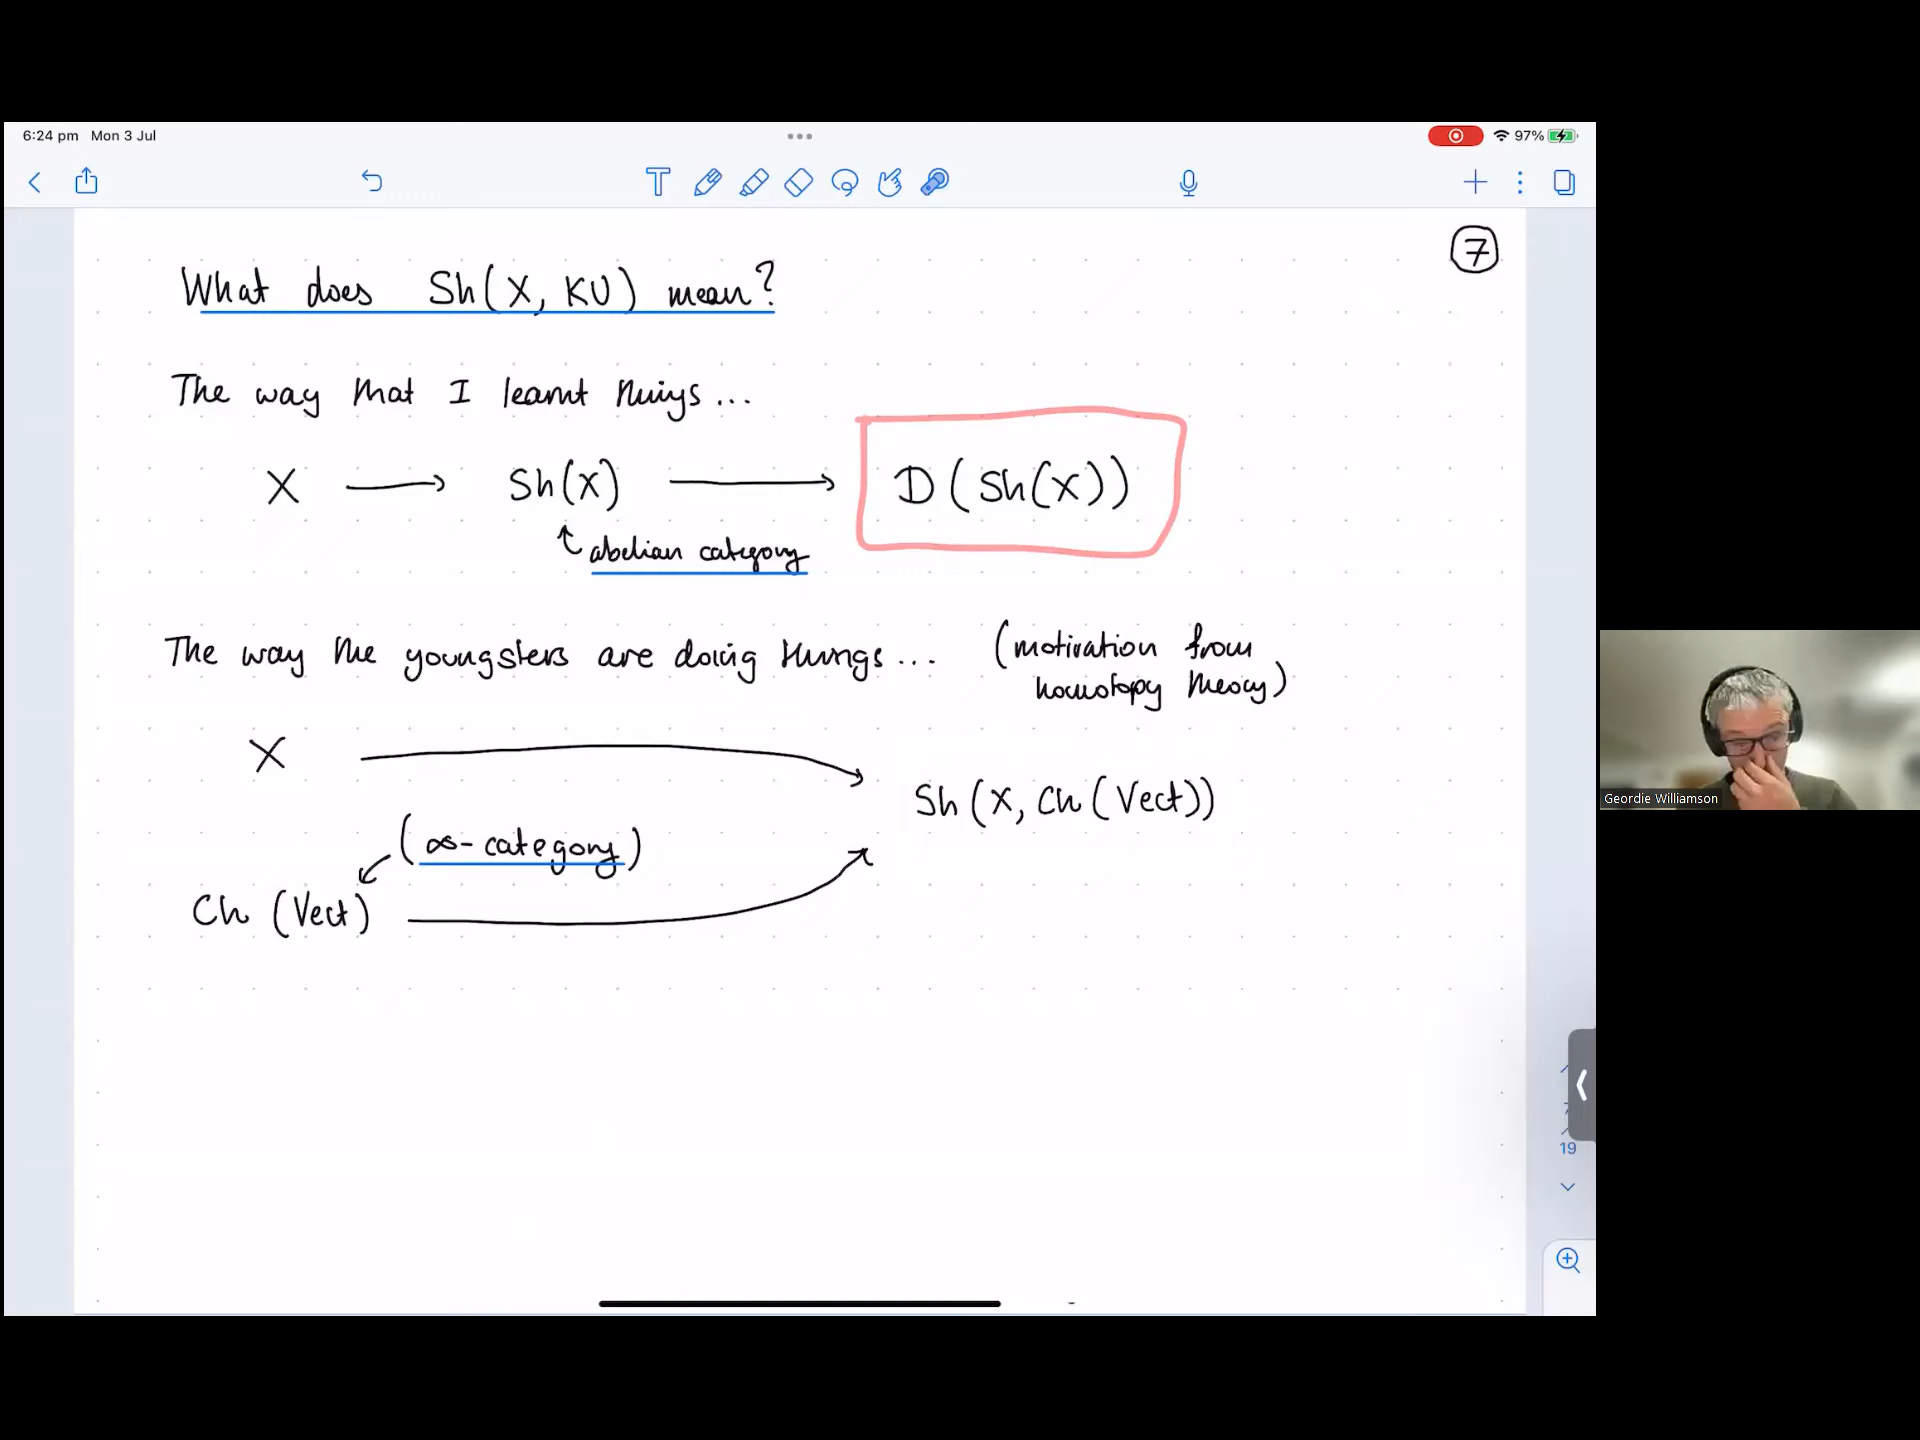 6:24 pm Mon 3 Jul
97%
T
7
What does Sh(X, KU) mean?
The way that I learnt things...
X → Sh(X) → D(Sh(X))
abelian category
The way the youngsters are doing things... (motivation from
homotopy theory)
X
Sh(X, Ch(Vect))
(∞-category)
Ch (Vect)
Geordie Williamson
7
19